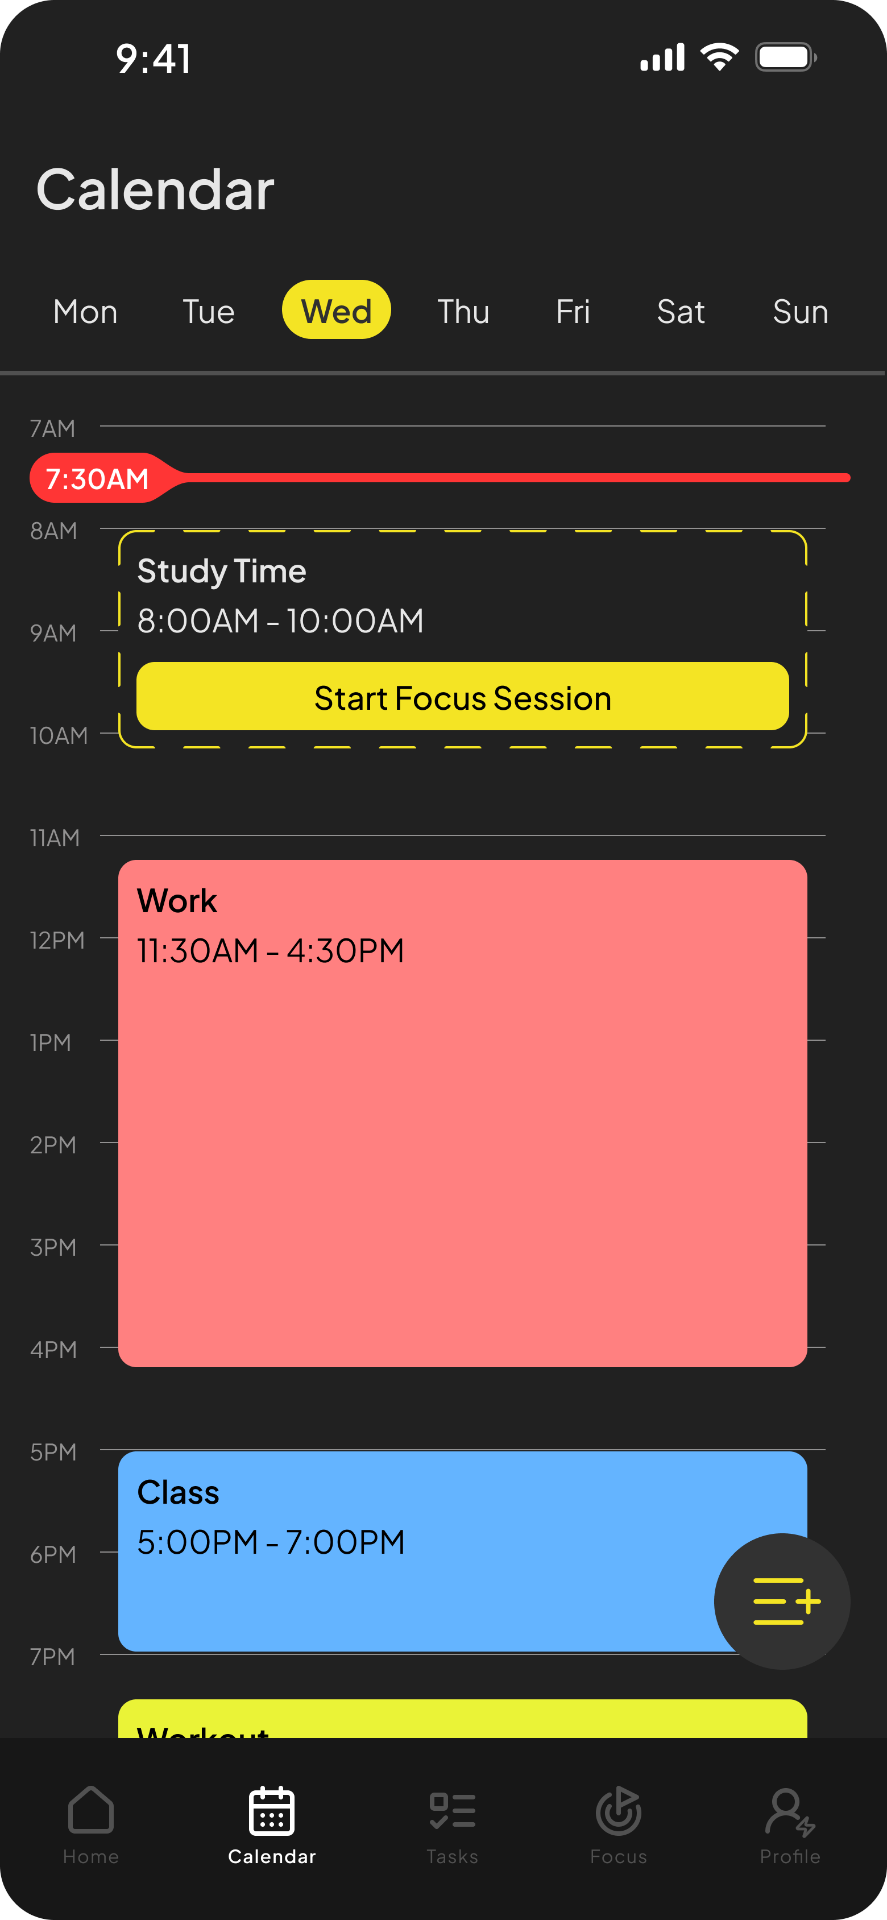 9:41
Calendar
Mon Tue Wed Thu Fri Sat Sun
7AM
7:30AM
8AM
Study Time
8:00AM - 10:00AM
9AM
Start Focus Session
10AM
11AM
Work
12PM
11:30AM - 4:30PM
1PM
2PM
3PM
4PM
5PM
Class
5:00PM - 7:00PM
6PM
7PM
Workout
Home Calendar Tasks Focus Profile